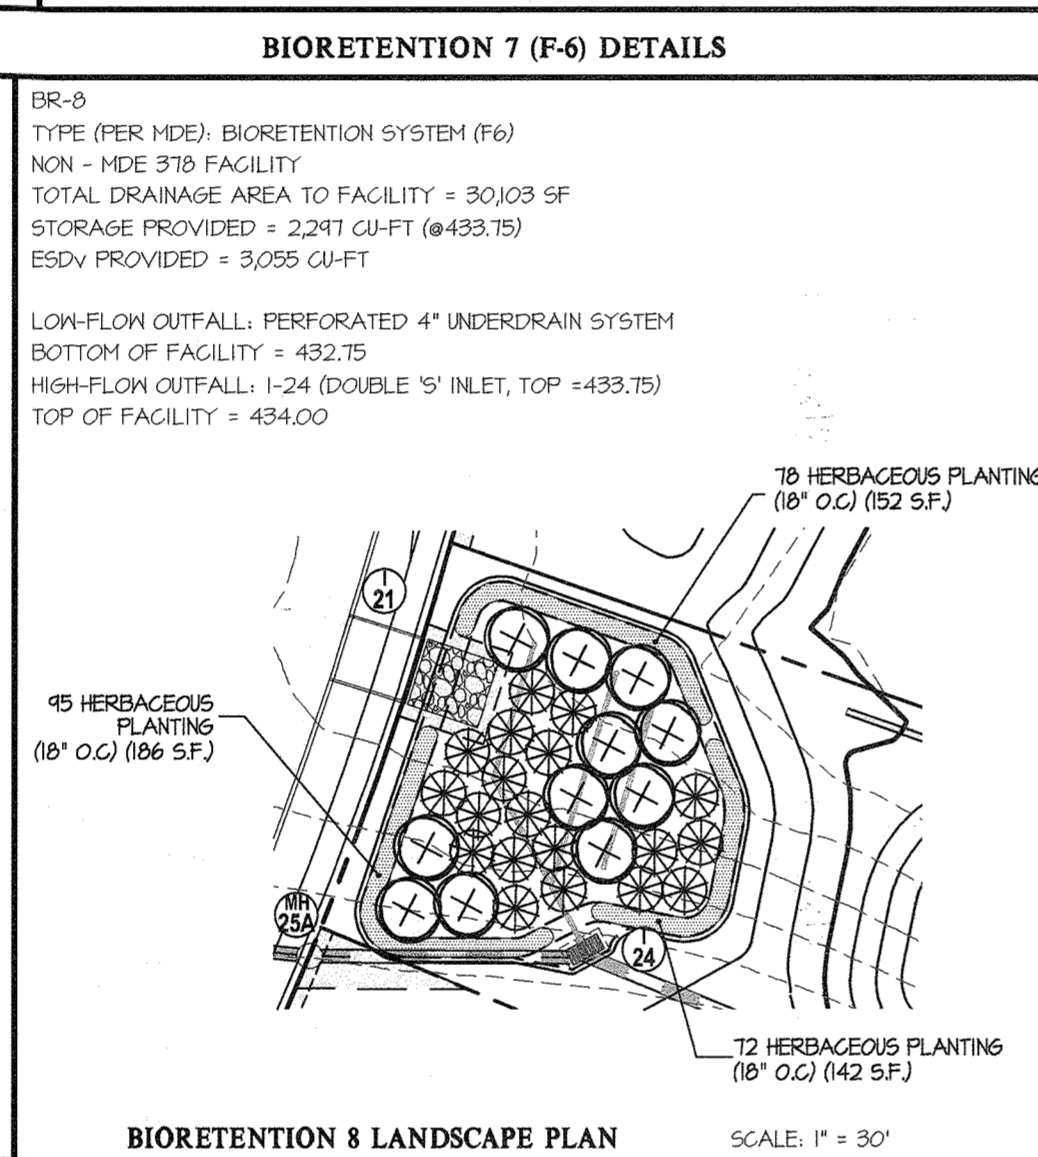 BIORETENTION 7 (F-6) DETAILS
BR-8
TYPE (PER MDE): BIORETENTION SYSTEM (F6)
NON - MDE 378 FACILITY
TOTAL DRAINAGE AREA TO FACILITY = 30,103 SF
STORAGE PROVIDED = 2,297 CU-FT (@433.75)
ESDv PROVIDED = 3,055 CU-FT
LOW-FLOW OUTFALL: PERFORATED 4" UNDERDRAIN SYSTEM
BOTTOM OF FACILITY = 432.75
HIGH-FLOW OUTFALL: I-24 (DOUBLE 'S' INLET, TOP =433.75)
TOP OF FACILITY = 434.00
78 HERBACEOUS PLANTING
(18" O.C) (152 S.F.)
I
21
95 HERBACEOUS
PLANTING
(18" O.C) (186 S.F.)
MH
25A
I
24
72 HERBACEOUS PLANTING
(18" O.C) (142 S.F.)
BIORETENTION 8 LANDSCAPE PLAN
SCALE: 1" = 30'